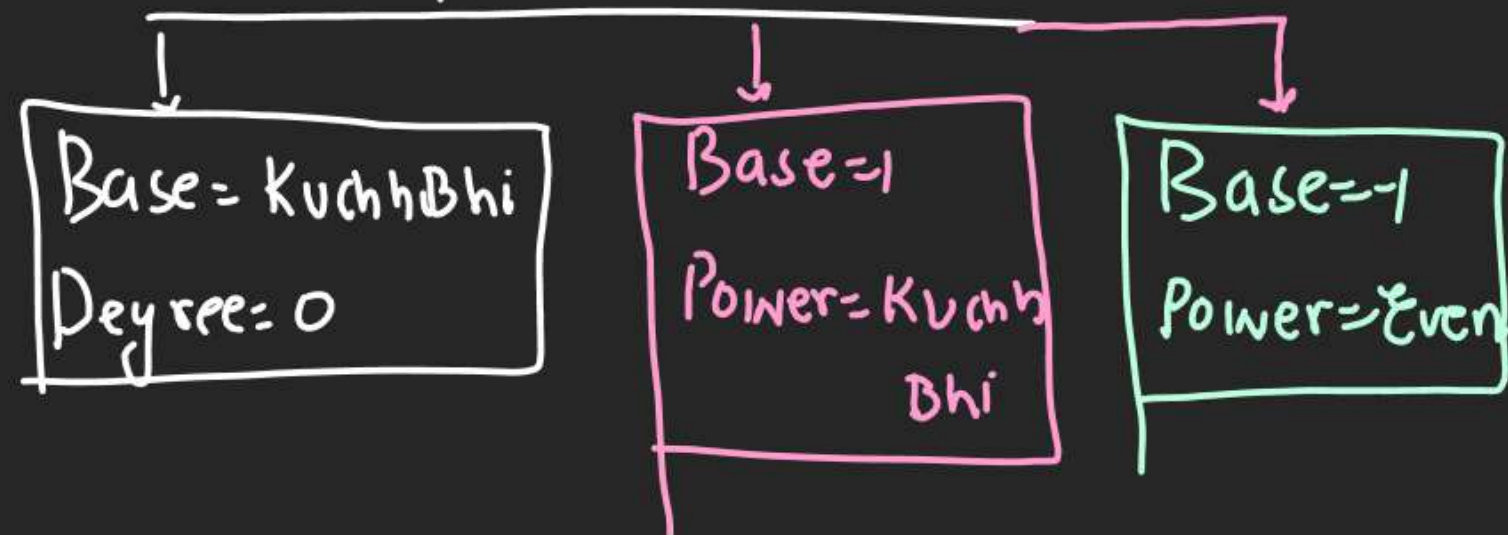 Base = KuchhBhi
Degree = 0
Base = 1
Power = Kuchh
Bhi
Base = -1
Power = Even